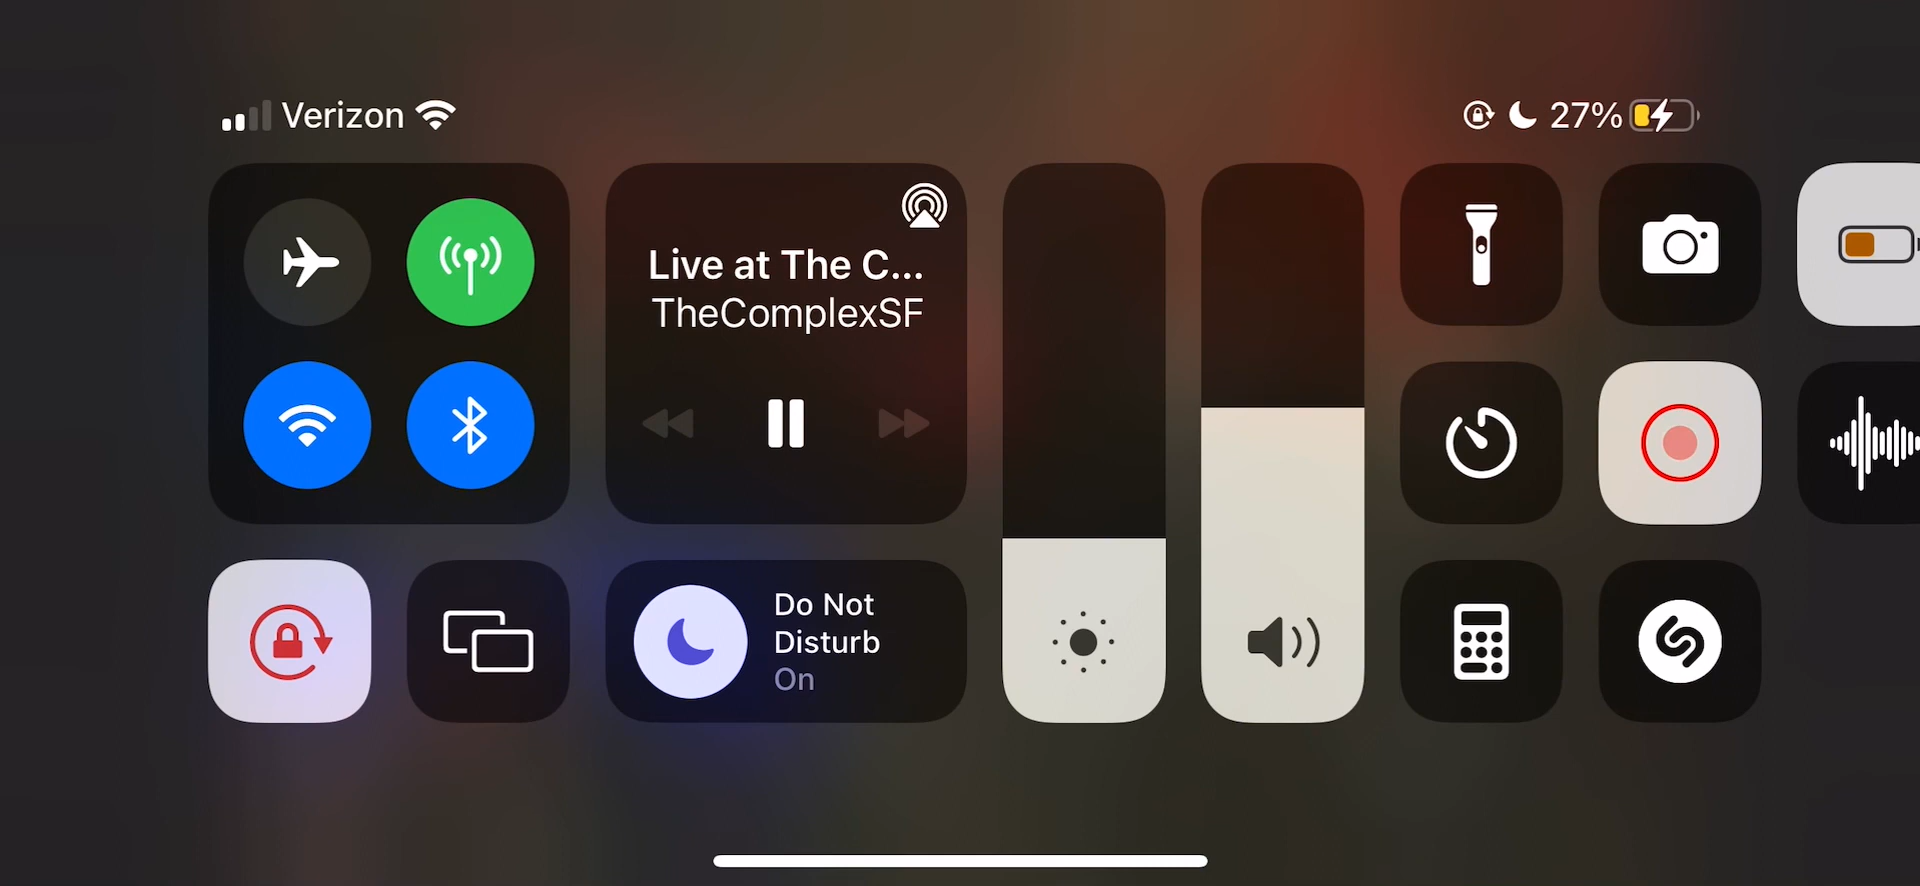 Verizon
27%
Live at The C...
TheComplexSF
Do Not
Disturb
On